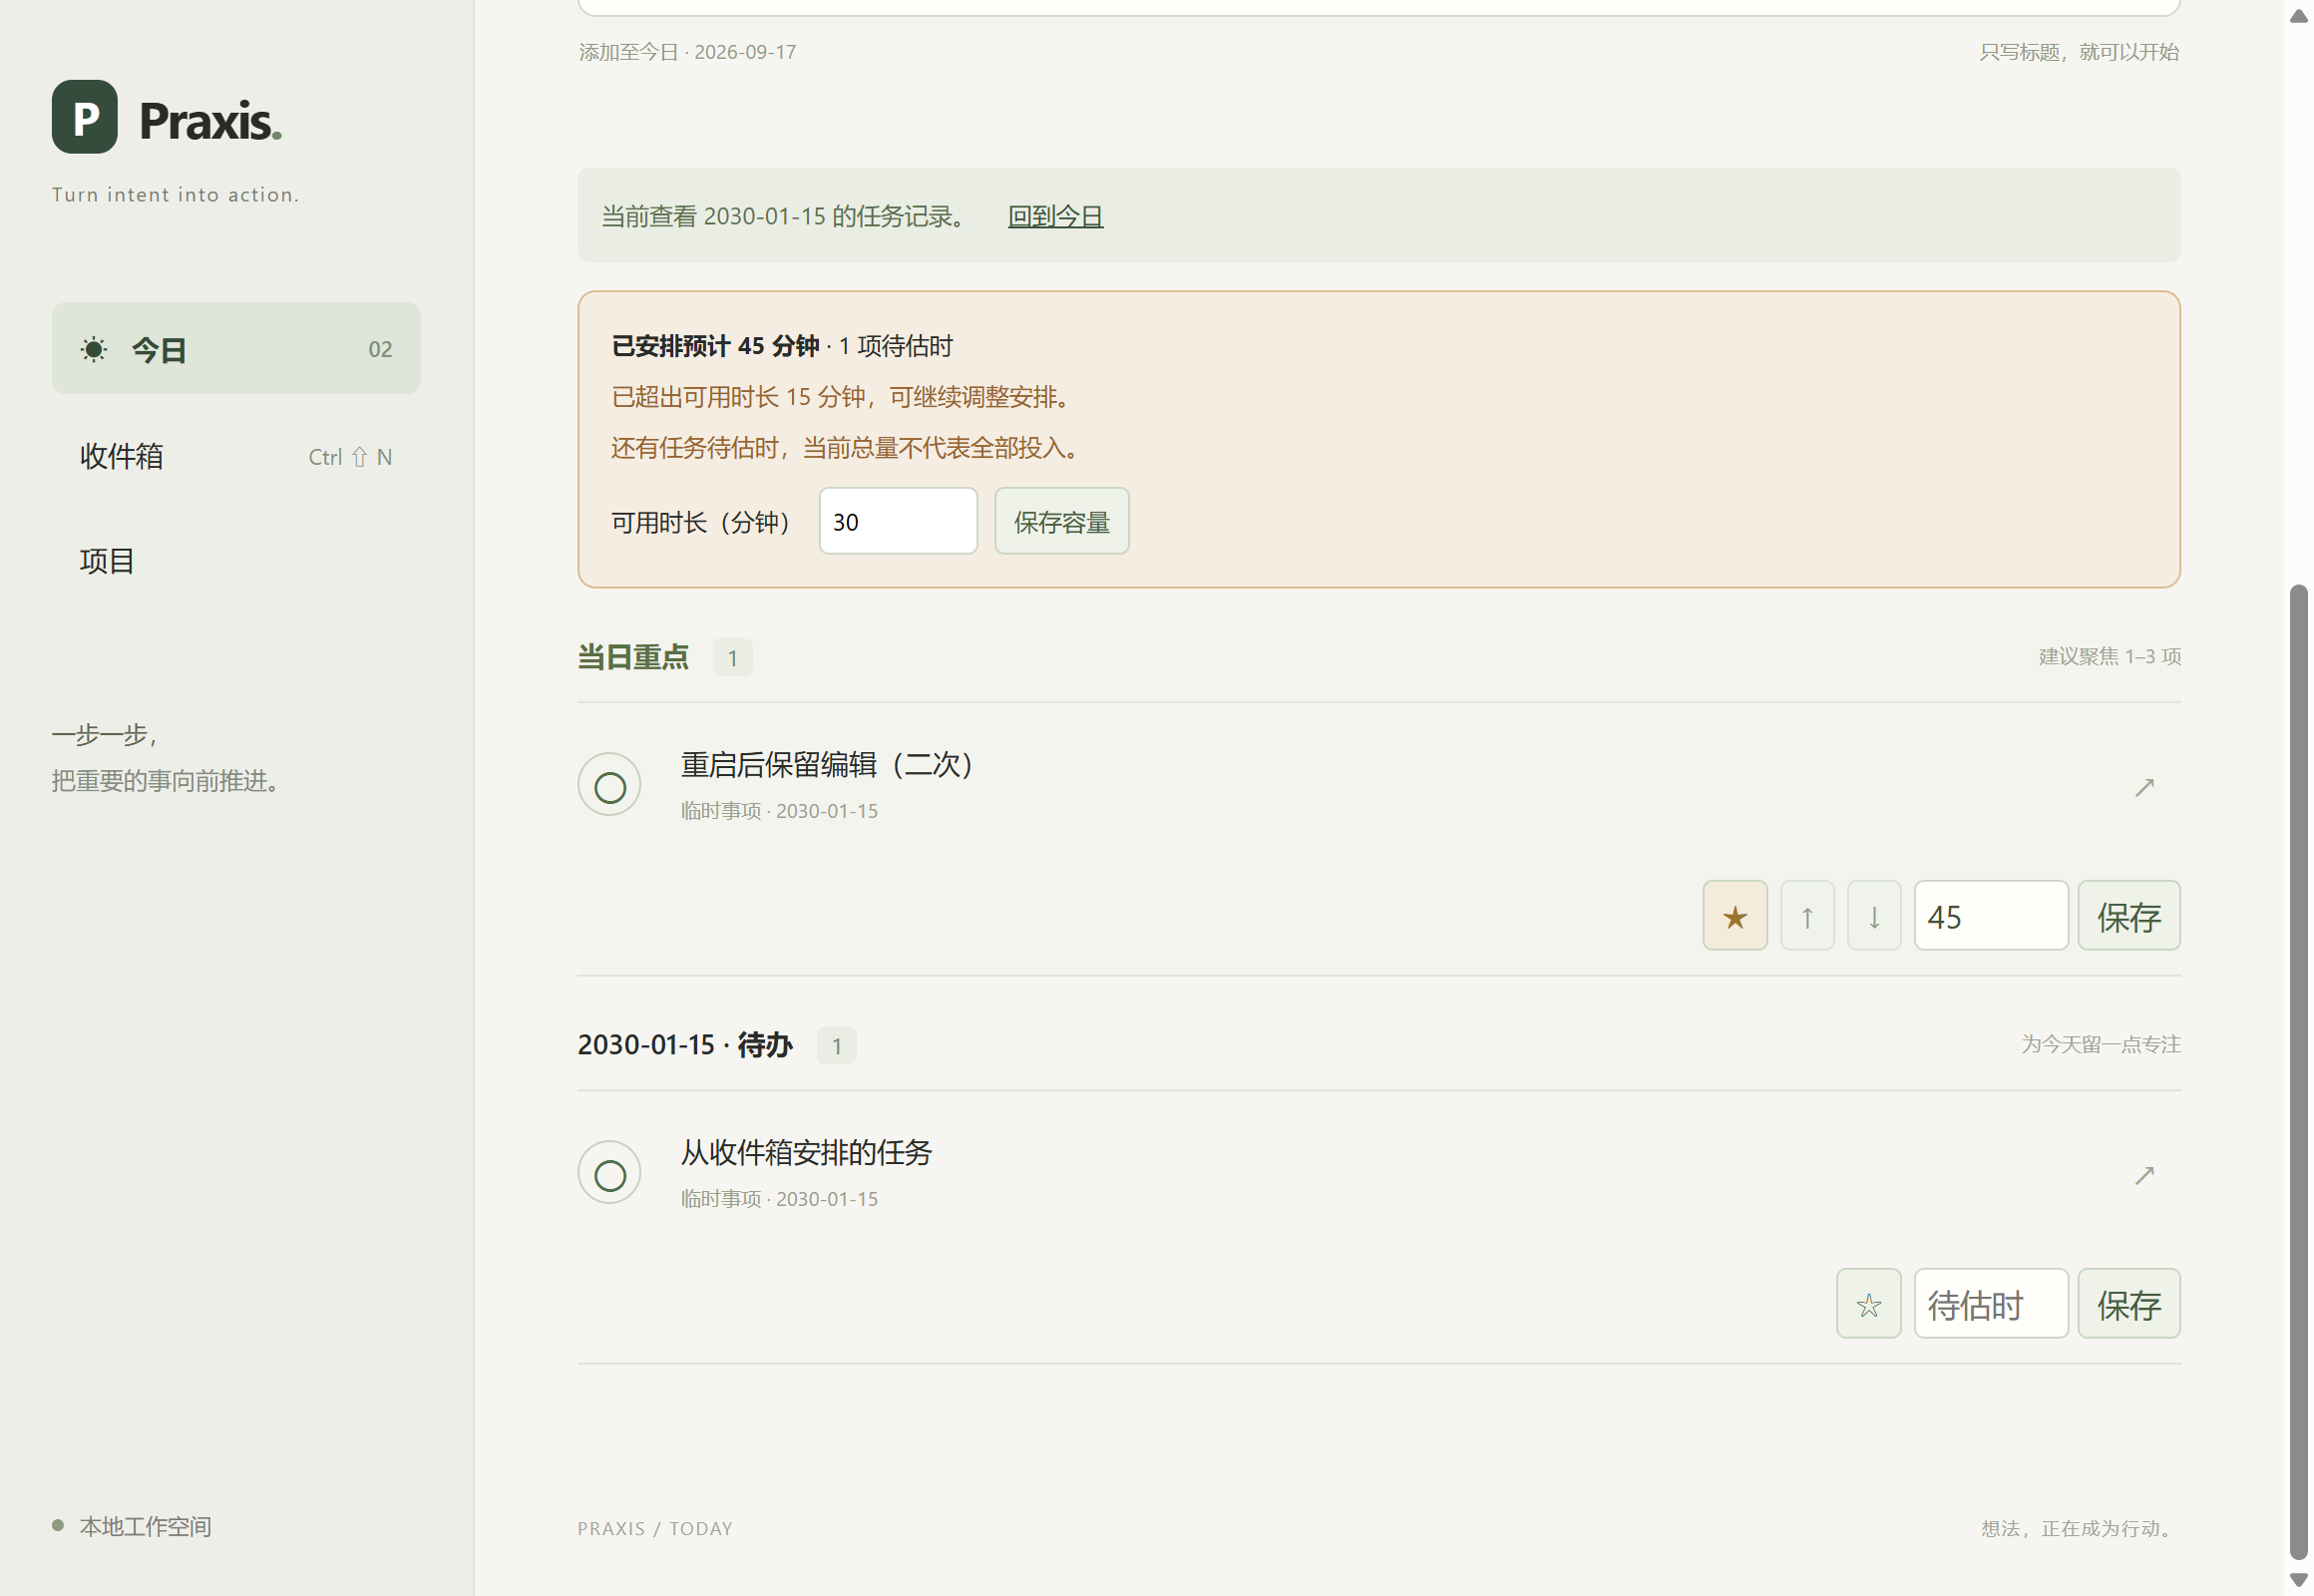 P Praxis.
Turn intent into action.
今日 02
收件箱 Ctrl ⇧ N
项目
一步一步，
把重要的事向前推进。
本地工作空间
添加至今日 · 2026-09-17 只写标题，就可以开始
当前查看 2030-01-15 的任务记录。 回到今日
已安排预计 45 分钟 · 1 项待估时
已超出可用时长 15 分钟，可继续调整安排。
还有任务待估时，当前总量不代表全部投入。
可用时长（分钟） 30 保存容量
当日重点 1 建议聚焦 1–3 项
重启后保留编辑（二次） ↗
临时事项 · 2030-01-15
★ ↑ ↓ 45 保存
2030-01-15 · 待办 1 为今天留一点专注
从收件箱安排的任务 ↗
临时事项 · 2030-01-15
☆ 待估时 保存
PRAXIS / TODAY 想法，正在成为行动。